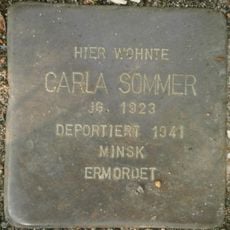 HIER WOHNTE
CARLA SOMMER
JG. 1923
DEPORTIERT 1941
MINSK
ERMORDET